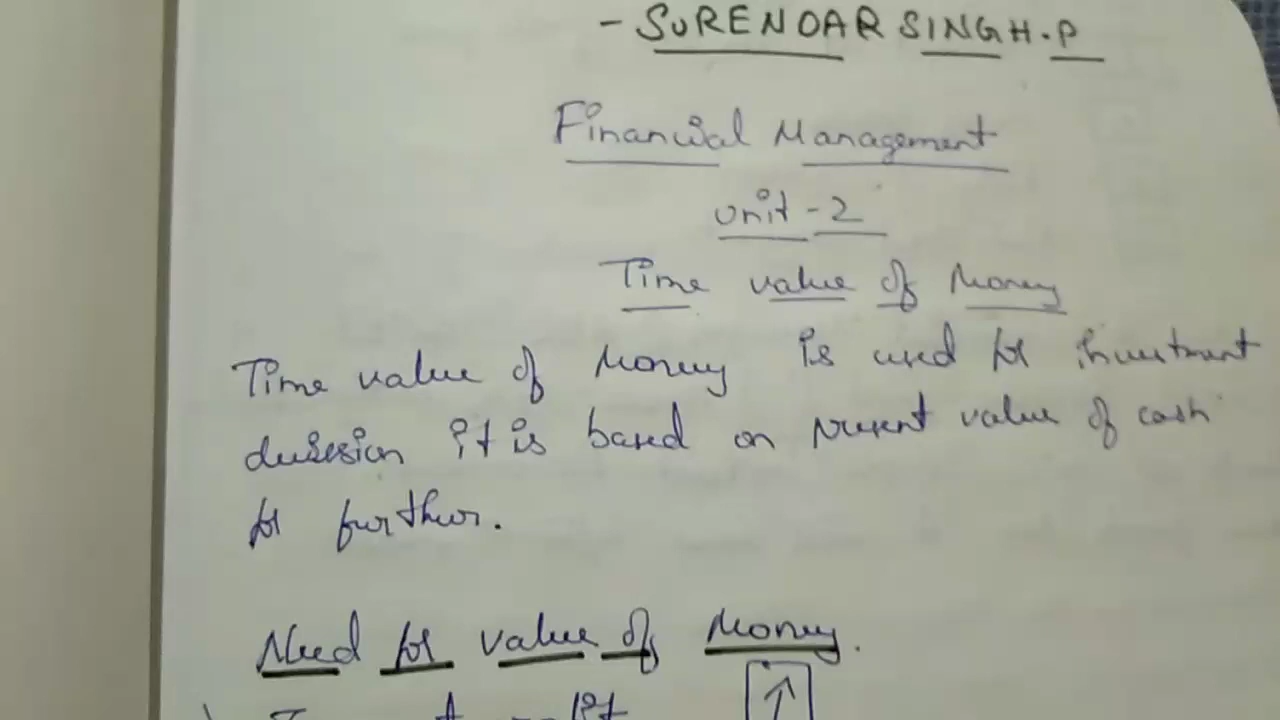 - SURENDAR SINGH.P
Financial Management
Unit-2
Time value of Money
Time value of Money is used for investment
dusission it is based on present value of cash
for further.
Need for value of Money.